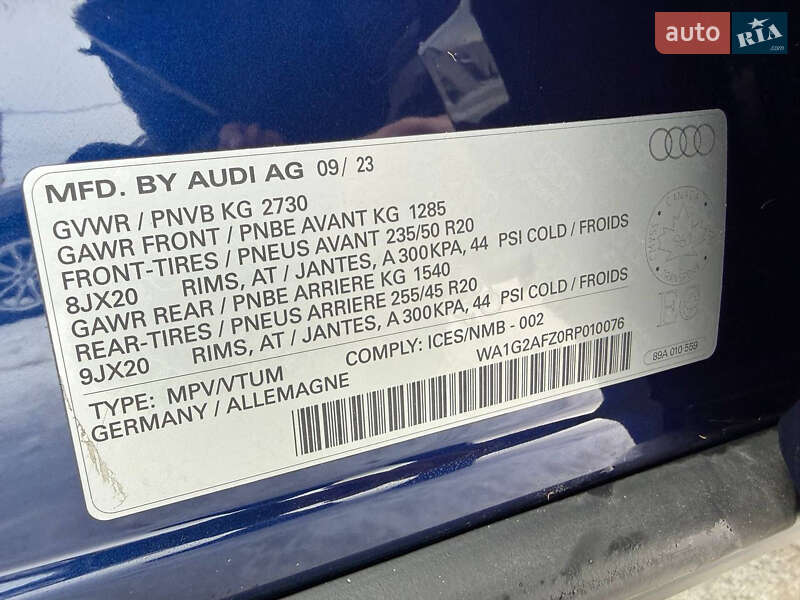 auto RIA
.com
MFD. BY AUDI AG 09/ 23
GVWR / PNVB KG 2730
GAWR FRONT / PNBE AVANT KG 1285
FRONT-TIRES / PNEUS AVANT 235/50 R20
8JX20 RIMS, AT / JANTES, A 300KPA, 44 PSI COLD / FROIDS
GAWR REAR / PNBE ARRIERE KG 1540
REAR-TIRES / PNEUS ARRIERE 255/45 R20
9JX20 RIMS, AT / JANTES, A 300KPA, 44 PSI COLD / FROIDS
COMPLY: ICES/NMB - 002
WA1G2AFZ0RP010076
TYPE: MPV/VTUM
GERMANY / ALLEMAGNE
CANADA
89A 010 559